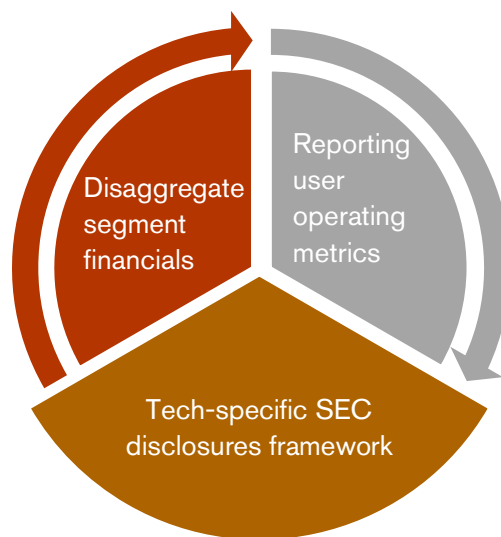 Disaggregate
segment
financials
Reporting
user
operating
metrics
Tech-specific SEC
disclosures framework